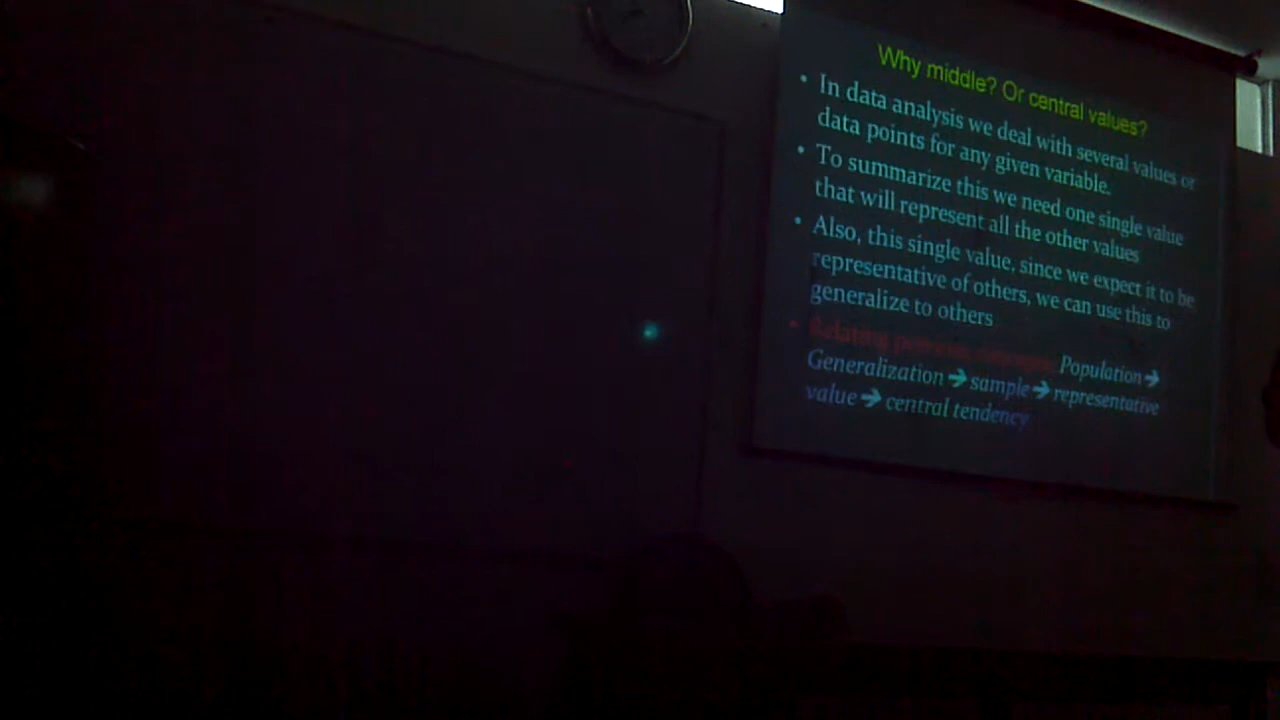 Why middle? Or central values?
• In data analysis we deal with several values or
data points for any given variable.
• To summarize this we need one single value
that will represent all the other values
• Also, this single value, since we expect it to be
representative of others, we can use this to
generalize to others
• Relating Population➔
Generalization ➔ sample ➔ representative
value ➔ central tendency